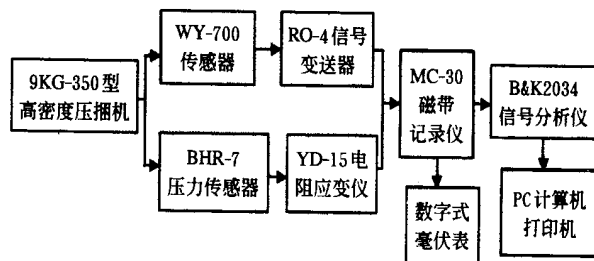 WY-700
传感器
RO-4信号
变送器
9KG-350型
高密度压捆机
MC-30
磁带
记录仪
B&K2034
信号分析仪
BHR-7
压力传感器
YD-15电
阻应变仪
数字式
毫伏表
PC计算机
打印机